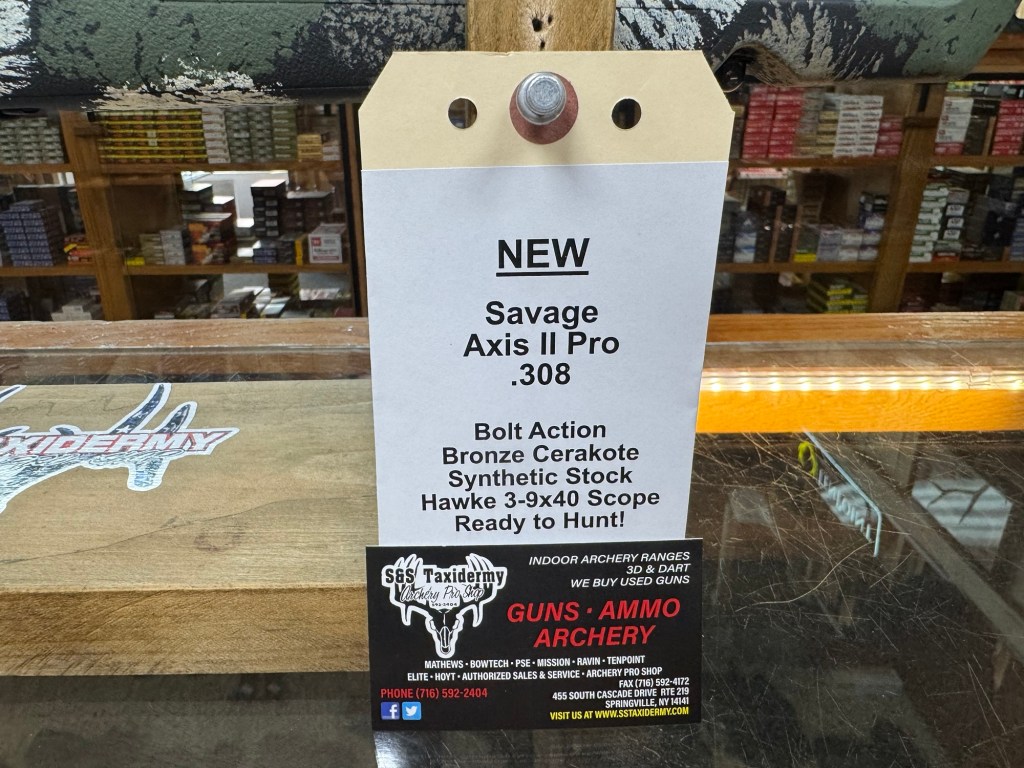 NEW
Savage
Axis II Pro
.308
Bolt Action
Bronze Cerakote
Synthetic Stock
Hawke 3-9x40 Scope
Ready to Hunt!
XIDERMY
S&S Taxidermy
Archery Pro Shop
592-2404
INDOOR ARCHERY RANGES
3D & DART
WE BUY USED GUNS
GUNS · AMMO
ARCHERY
MATHEWS • BOWTECH • PSE • MISSION • RAVIN • TENPOINT
ELITE • HOYT • AUTHORIZED SALES & SERVICE • ARCHERY PRO SHOP
PHONE (716) 592-2404
FAX (716) 592-4172
455 SOUTH CASCADE DRIVE RTE 219
SPRINGVILLE, NY 14141
VISIT US AT WWW.SSTAXIDERMY.COM